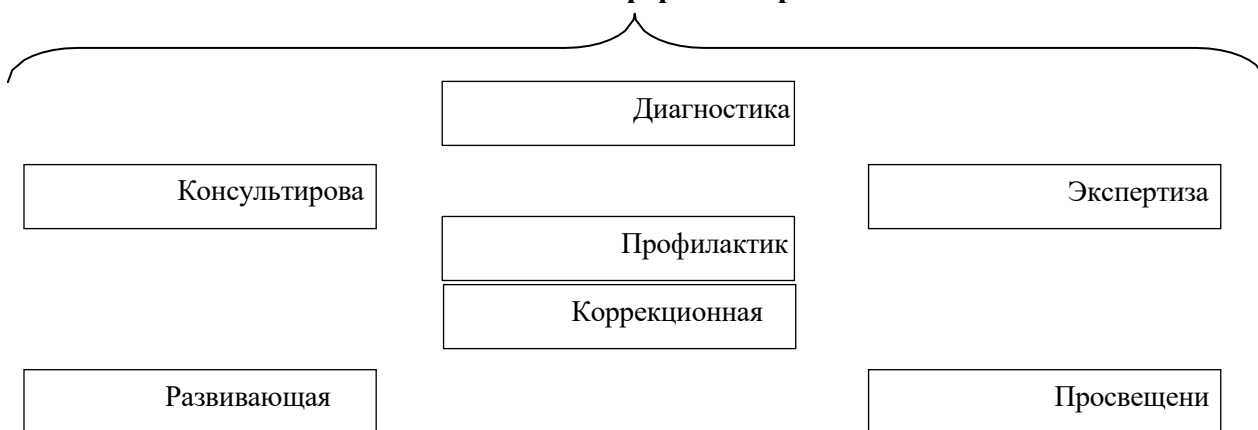 Диагностика
Консультирова
Экспертиза
Профилактик
Коррекционная
Развивающая
Просвещени